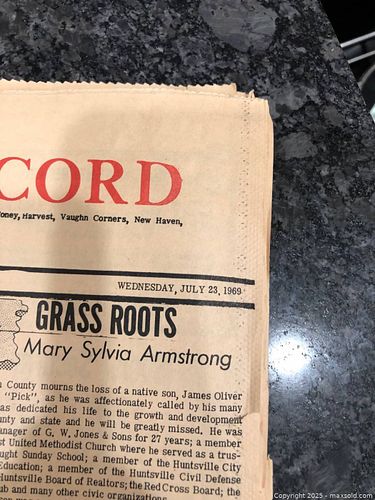 CORD
oney, Harvest, Vaughn Corners, New Haven,
WEDNESDAY, JULY 23, 1969
GRASS ROOTS
Mary Sylvia Armstrong
County mourns the loss of a native son, James Oliver
"Pick", as he was affectionately called by his many
as dedicated his life to the growth and development
nty and state and he will be greatly missed. He was
anager of G. W. Jones & Sons for 27 years; a member
st United Methodist Church where he served as a trus-
ught Sunday School; a member of the Huntsville City
Education; a member of the Huntsville Civil Defense
Huntsville Board of Realtors; the Red Cross Board; the
ub and many other civic organizations.
Copyright © 2025 - maxsold.com